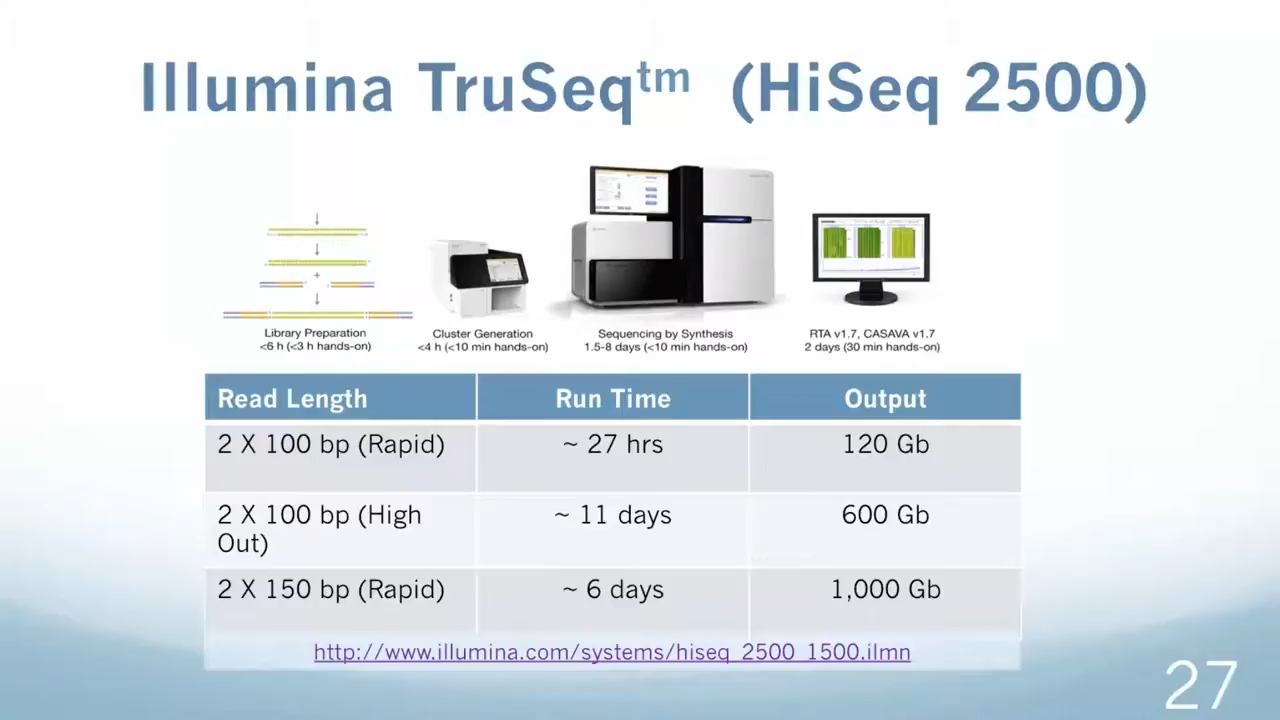 Illumina TruSeqtm (HiSeq 2500)
Library Preparation
<6 h (<3 h hands-on)
Cluster Generation
<4 h (<10 min hands-on)
Sequencing by Synthesis
1.5-8 days (<10 min hands-on)
RTA v1.7, CASAVA v1.7
2 days (30 min hands-on)
Read Length Run Time Output
2 X 100 bp (Rapid) ~ 27 hrs 120 Gb
2 X 100 bp (High ~ 11 days 600 Gb
Out)
2 X 150 bp (Rapid) ~ 6 days 1,000 Gb
http://www.illumina.com/systems/hiseq_2500_1500.ilmn
27